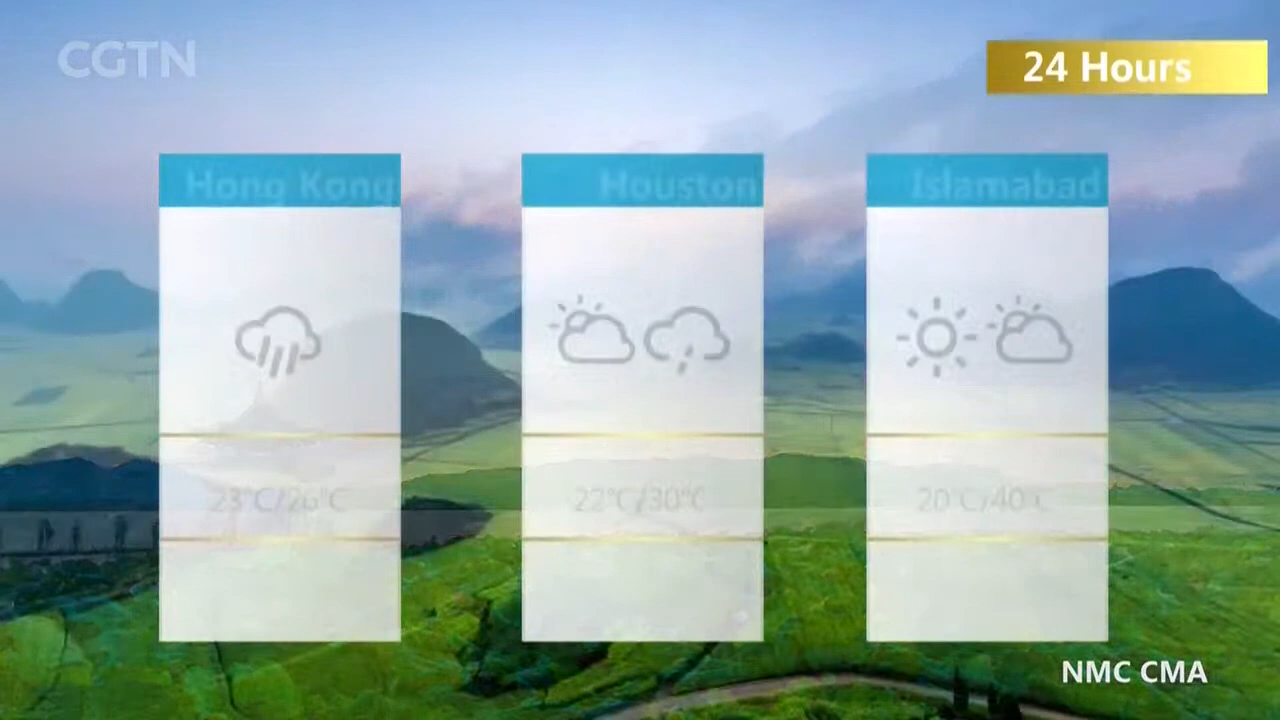 CGTN
24 Hours
Hong Kong
Houston
Islamabad
23℃/26℃
22℃/30℃
20℃/40℃
NMC CMA